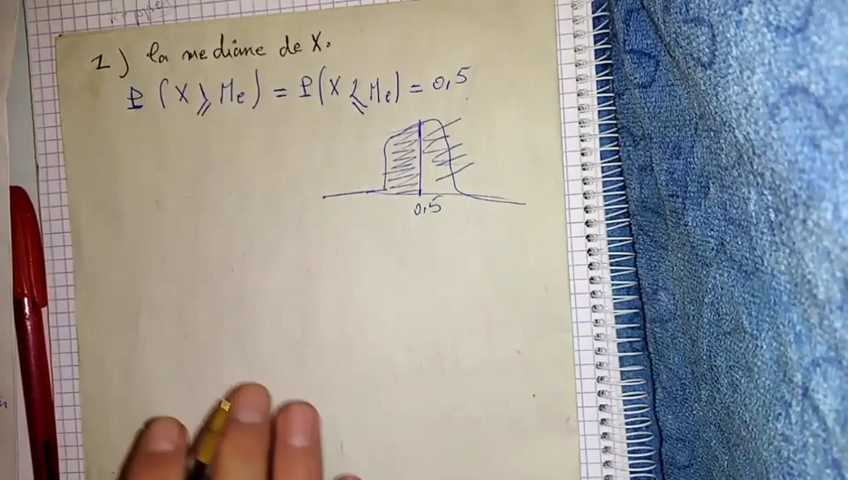 1) la mediane de X.
P(X ⩾ Me) = P(X ⩽ Me) = 0,5
0,5